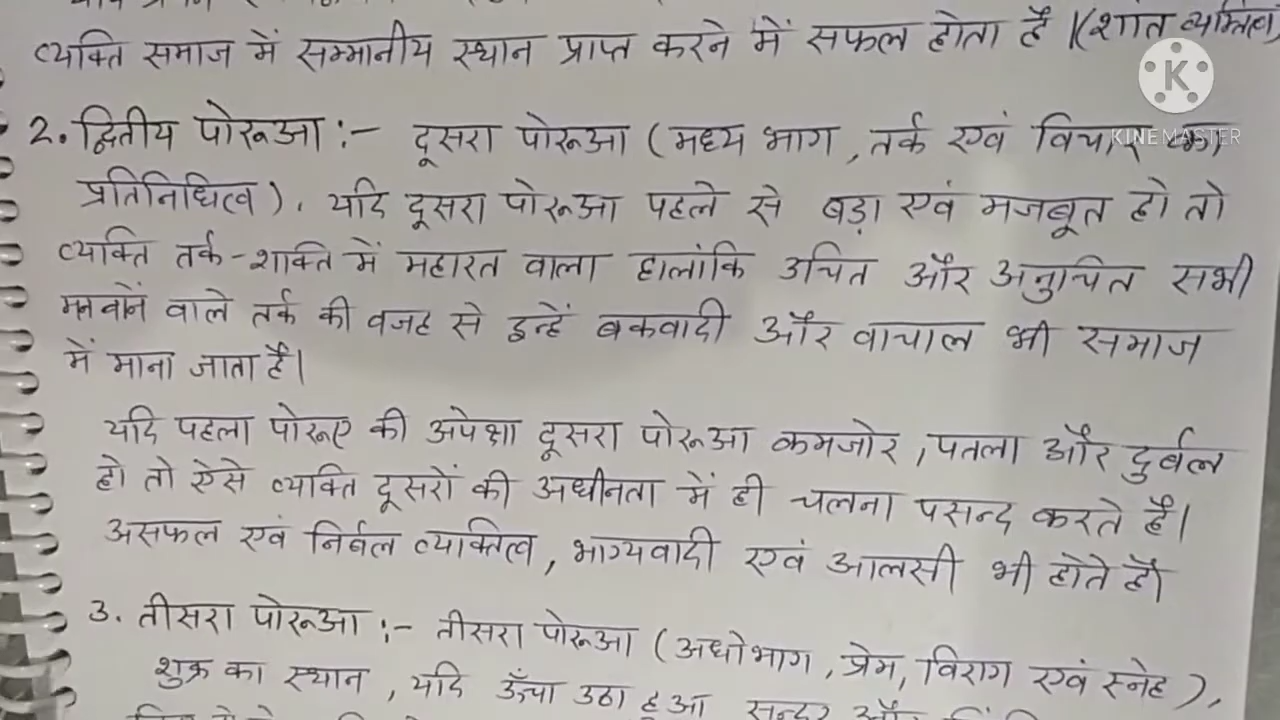 व्यक्ति समाज में सम्मानीय स्थान प्राप्त करने में सफल होता है ।(शांत व्यक्तित्व)
K
KINEMASTER
2. द्वितीय पोरूआ :- दूसरा पोरूआ (मध्य भाग, तर्क एवं विचार का
प्रतिनिधित्व). यदि दूसरा पोरूआ पहले से बड़ा एवं मजबूत हो तो
व्यक्ति तर्क-शक्ति में महारत वाला हालांकि उचित और अनुचित सभी
वाले तर्क की वजह से इन्हें बकवादी और वाचाल भी समाज
में माना जाता है।
यदि पहला पोरूए की अपेक्षा दूसरा पोरूआ कमजोर, पतला और दुर्बल
हो तो ऐसे व्यक्ति दूसरों की अधीनता में ही चलना पसन्द करते हैं।
असफल एवं निर्बल व्यक्तित्व, भाग्यवादी एवं आलसी भी होते हैं।
3. तीसरा पोरूआ :- तीसरा पोरूआ (अधोभाग, प्रेम, विराग एवं स्नेह),
शुक्र का स्थान, यदि ऊँचा उठा हुआ सुन्दर और